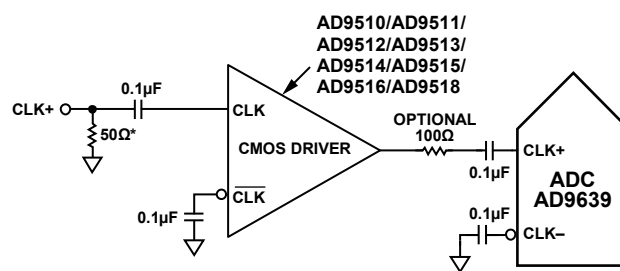 AD9510/AD9511/
AD9512/AD9513/
AD9514/AD9515/
AD9516/AD9518
0.1µF
CLK+
50Ω*
CLK
CMOS DRIVER
CLK
0.1µF
OPTIONAL
100Ω
0.1µF
CLK+
ADC
AD9639
0.1µF
CLK–